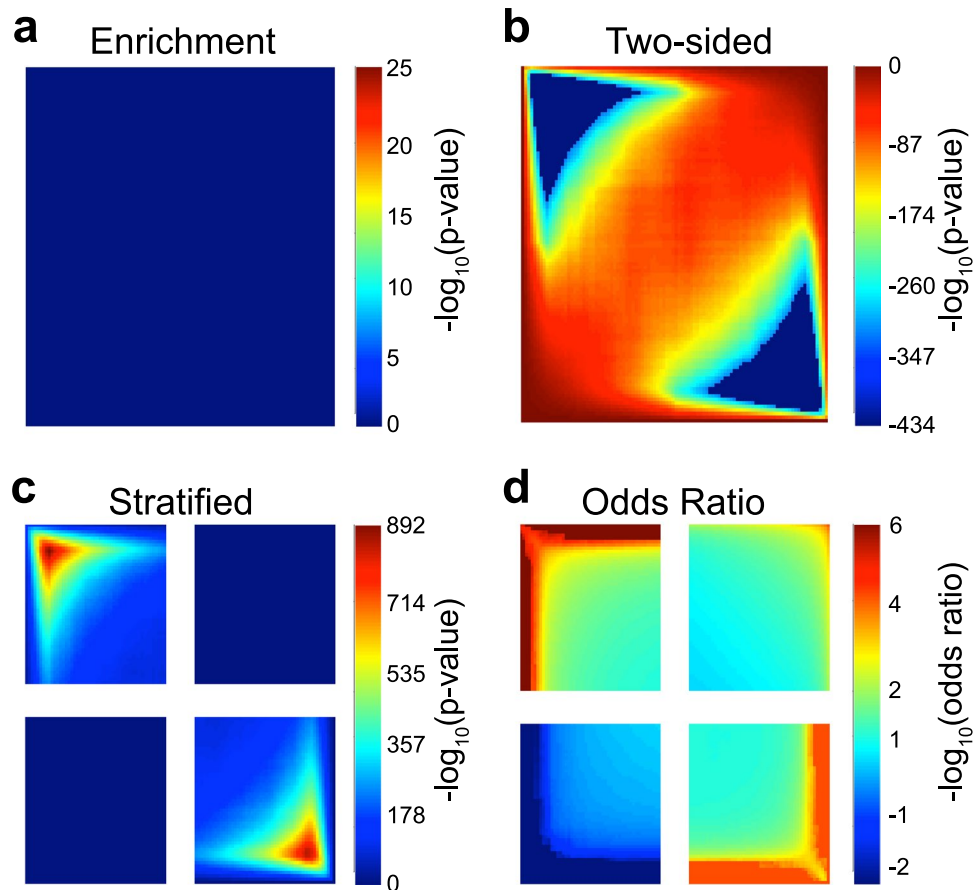 a
Enrichment
25
20
15
10
5
0
-log10(p-value)
b
Two-sided
0
-87
-174
-260
-347
-434
-log10(p-value)
c
Stratified
892
714
535
357
178
0
-log10(p-value)
d
Odds Ratio
6
4
2
1
-1
-2
-log10(odds ratio)